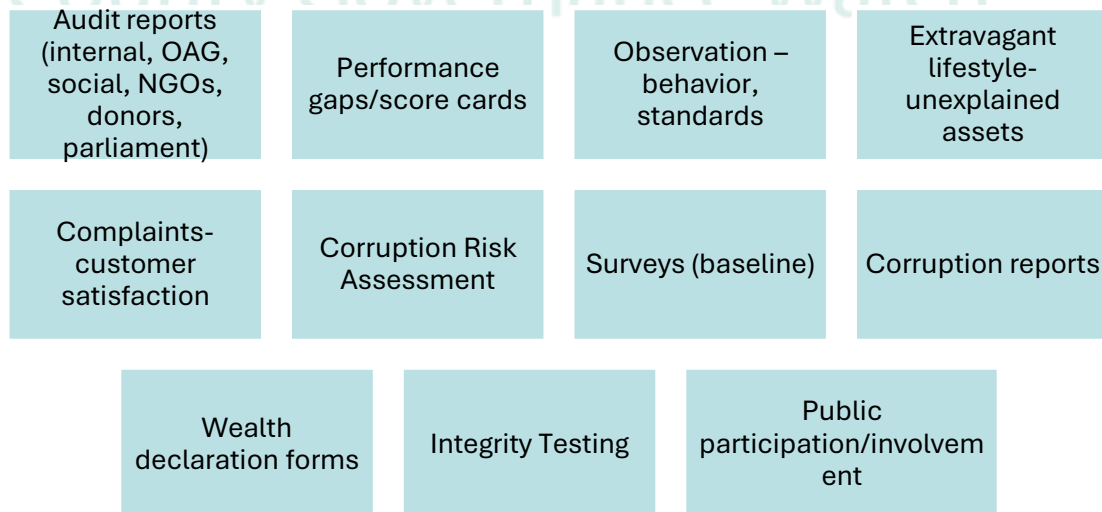 Audit reports
(internal, OAG,
social, NGOs,
donors,
parliament)
Performance
gaps/score cards
Observation –
behavior,
standards
Extravagant
lifestyle-
unexplained
assets
Complaints-
customer
satisfaction
Corruption Risk
Assessment
Surveys (baseline)
Corruption reports
Wealth
declaration forms
Integrity Testing
Public
participation/involvem
ent